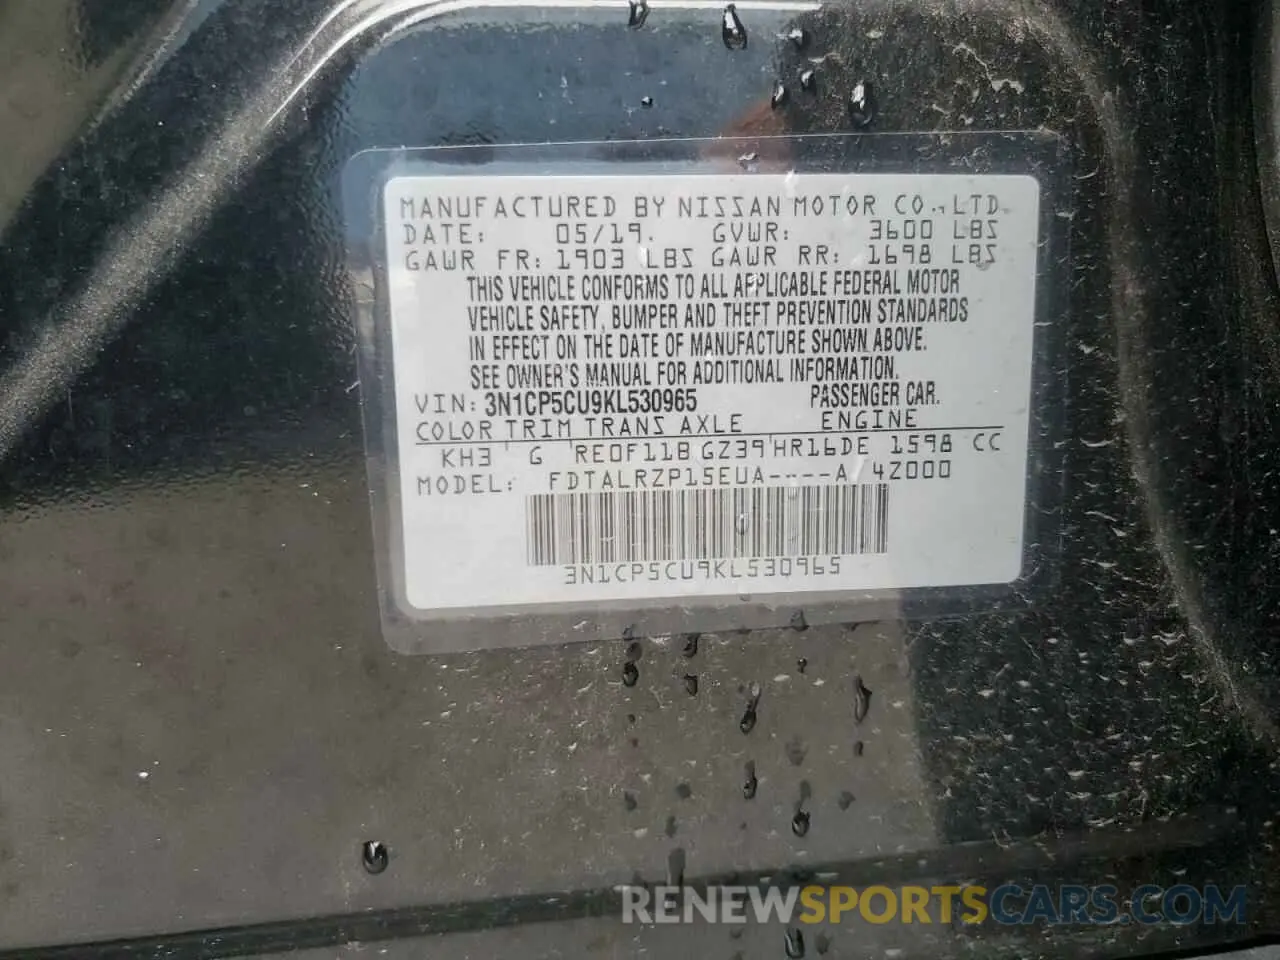 MANUFACTURED BY NISSAN MOTOR CO., LTD.
DATE: 05/19. GVWR: 3600 LBS
GAWR FR: 1903 LBS GAWR RR: 1698 LBS
THIS VEHICLE CONFORMS TO ALL APPLICABLE FEDERAL MOTOR
VEHICLE SAFETY, BUMPER AND THEFT PREVENTION STANDARDS
IN EFFECT ON THE DATE OF MANUFACTURE SHOWN ABOVE.
SEE OWNER'S MANUAL FOR ADDITIONAL INFORMATION.
VIN: 3N1CP5CU9KL530965 PASSENGER CAR.
COLOR TRIM TRANS AXLE ENGINE
KH3 G RE0F11B GZ39 HR16DE 1598 CC
MODEL: FDTALRZP15EUA----A 4Z000
3N1CP5CU9KL530965
RENEWSPORTSCARS.COM